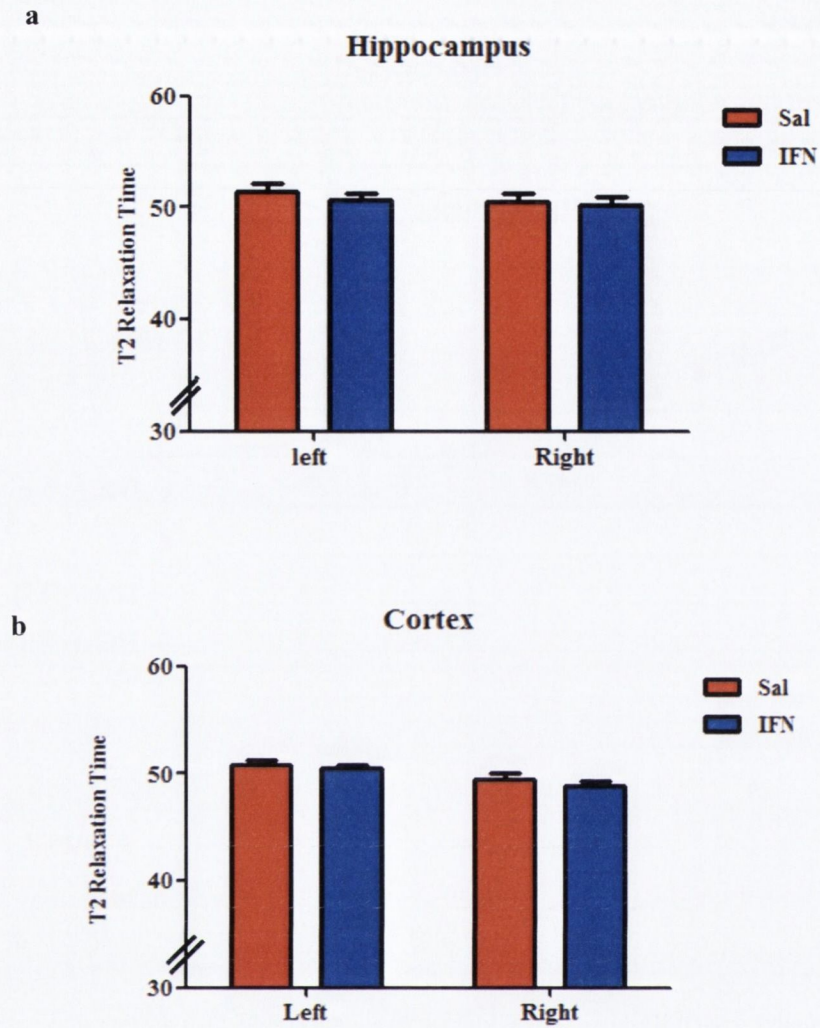 a
Hippocampus
60
50
40
30
T2 Relaxation Time
left
Right
Sal
IFN
b
Cortex
60
50
40
30
T2 Relaxation Time
Left
Right
Sal
IFN